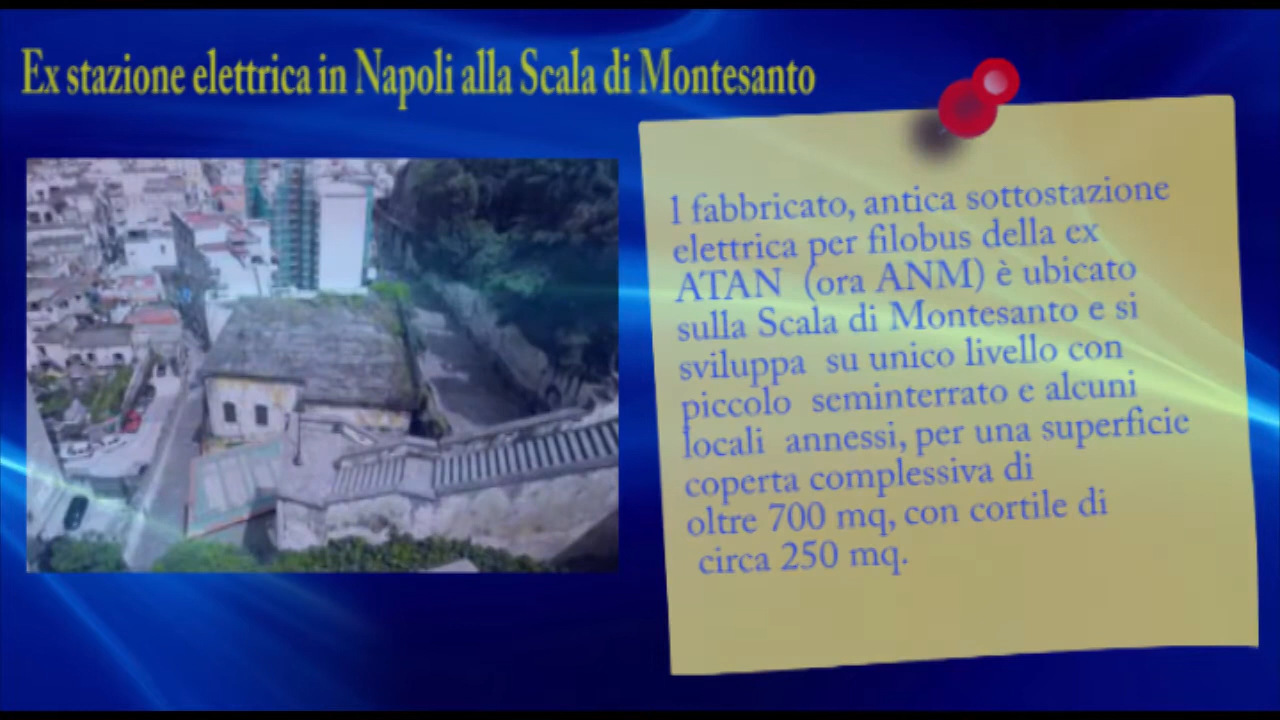 Ex stazione elettrica in Napoli alla Scala di Montesanto
l fabbricato, antica sottostazione
elettrica per filobus della ex
ATAN (ora ANM) è ubicato
sulla Scala di Montesanto e si
sviluppa su unico livello con
piccolo seminterrato e alcuni
locali annessi, per una superficie
coperta complessiva di
oltre 700 mq, con cortile di
circa 250 mq.